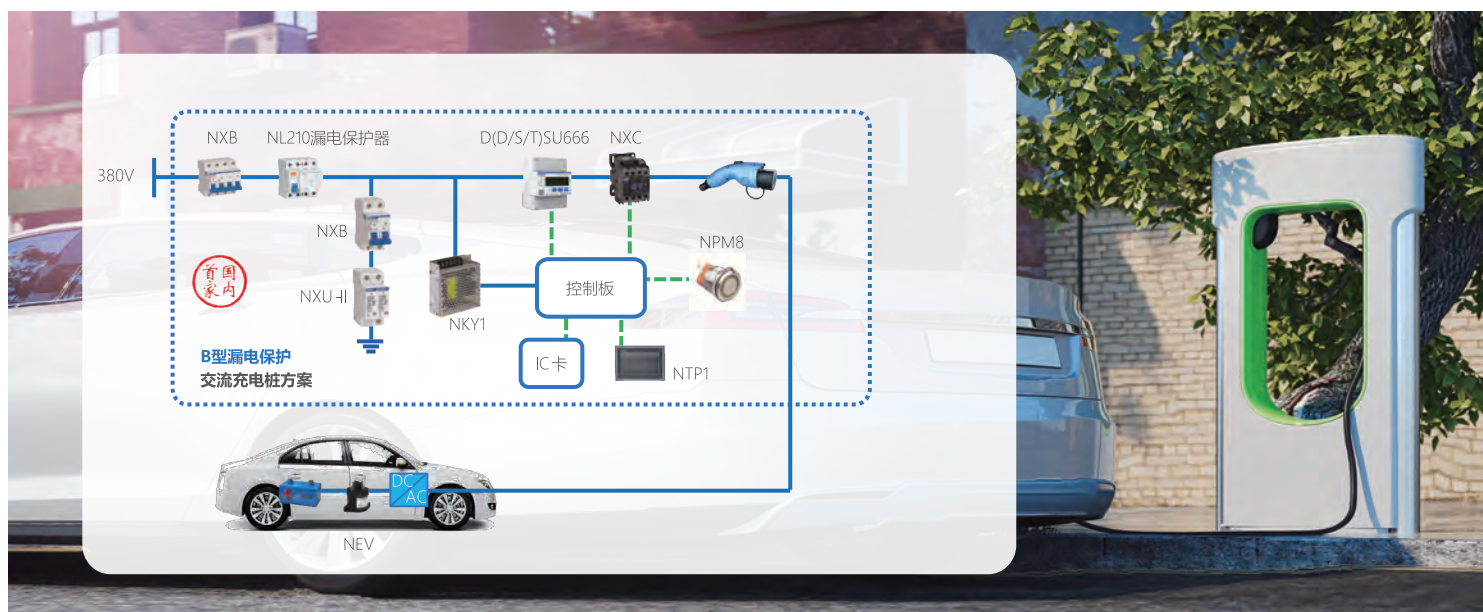 NXB
NL210漏电保护器
D(D/S/T)SU666
NXC
380V
NXB
NPM8
首国
家内
控制板
NXU-II
NKY1
IC卡
NTP1
B型漏电保护
交流充电桩方案
DC
AC
NEV